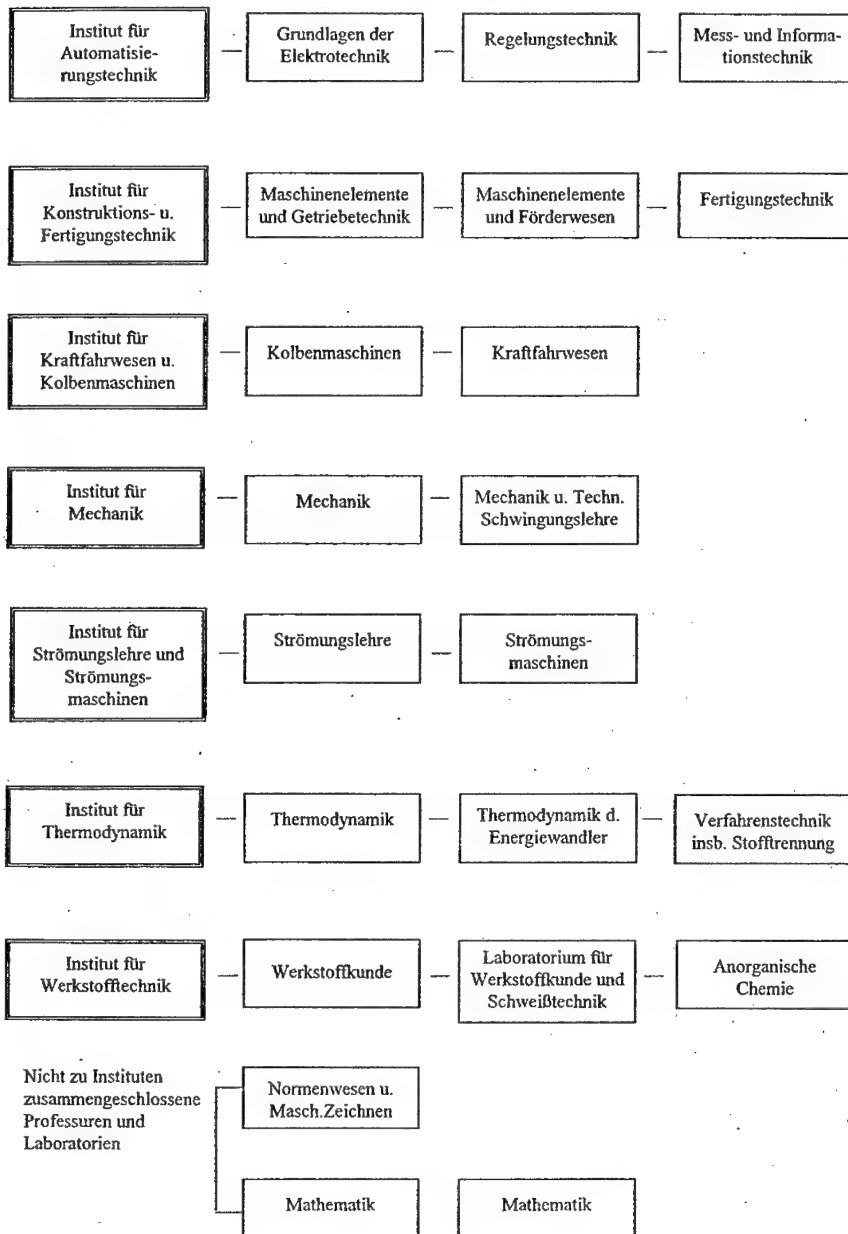 Institut für
Automatisie-
rungstechnik
Grundlagen der
Elektrotechnik
Regelungstechnik
Mess- und Informa-
tionstechnik
Institut für
Konstruktions- u.
Fertigungstechnik
Maschinenelemente
und Getriebetechnik
Maschinenelemente
und Förderwesen
Fertigungstechnik
Institut für
Kraftfahrwesen u.
Kolbenmaschinen
Kolbenmaschinen
Kraftfahrwesen
Institut für
Mechanik
Mechanik
Mechanik u. Techn.
Schwingungslehre
Institut für
Strömungslehre und
Strömungs-
maschinen
Strömungslehre
Strömungs-
maschinen
Institut für
Thermodynamik
Thermodynamik
Thermodynamik d.
Energiewandler
Verfahrenstechnik
insb. Stofftrennung
Institut für
Werkstofftechnik
Werkstoffkunde
Laboratorium für
Werkstoffkunde und
Schweißtechnik
Anorganische
Chemie
Nicht zu Instituten
zusammengeschlossene
Professuren und
Laboratorien
Normenwesen u.
Masch.Zeichnen
Mathematik
Mathematik